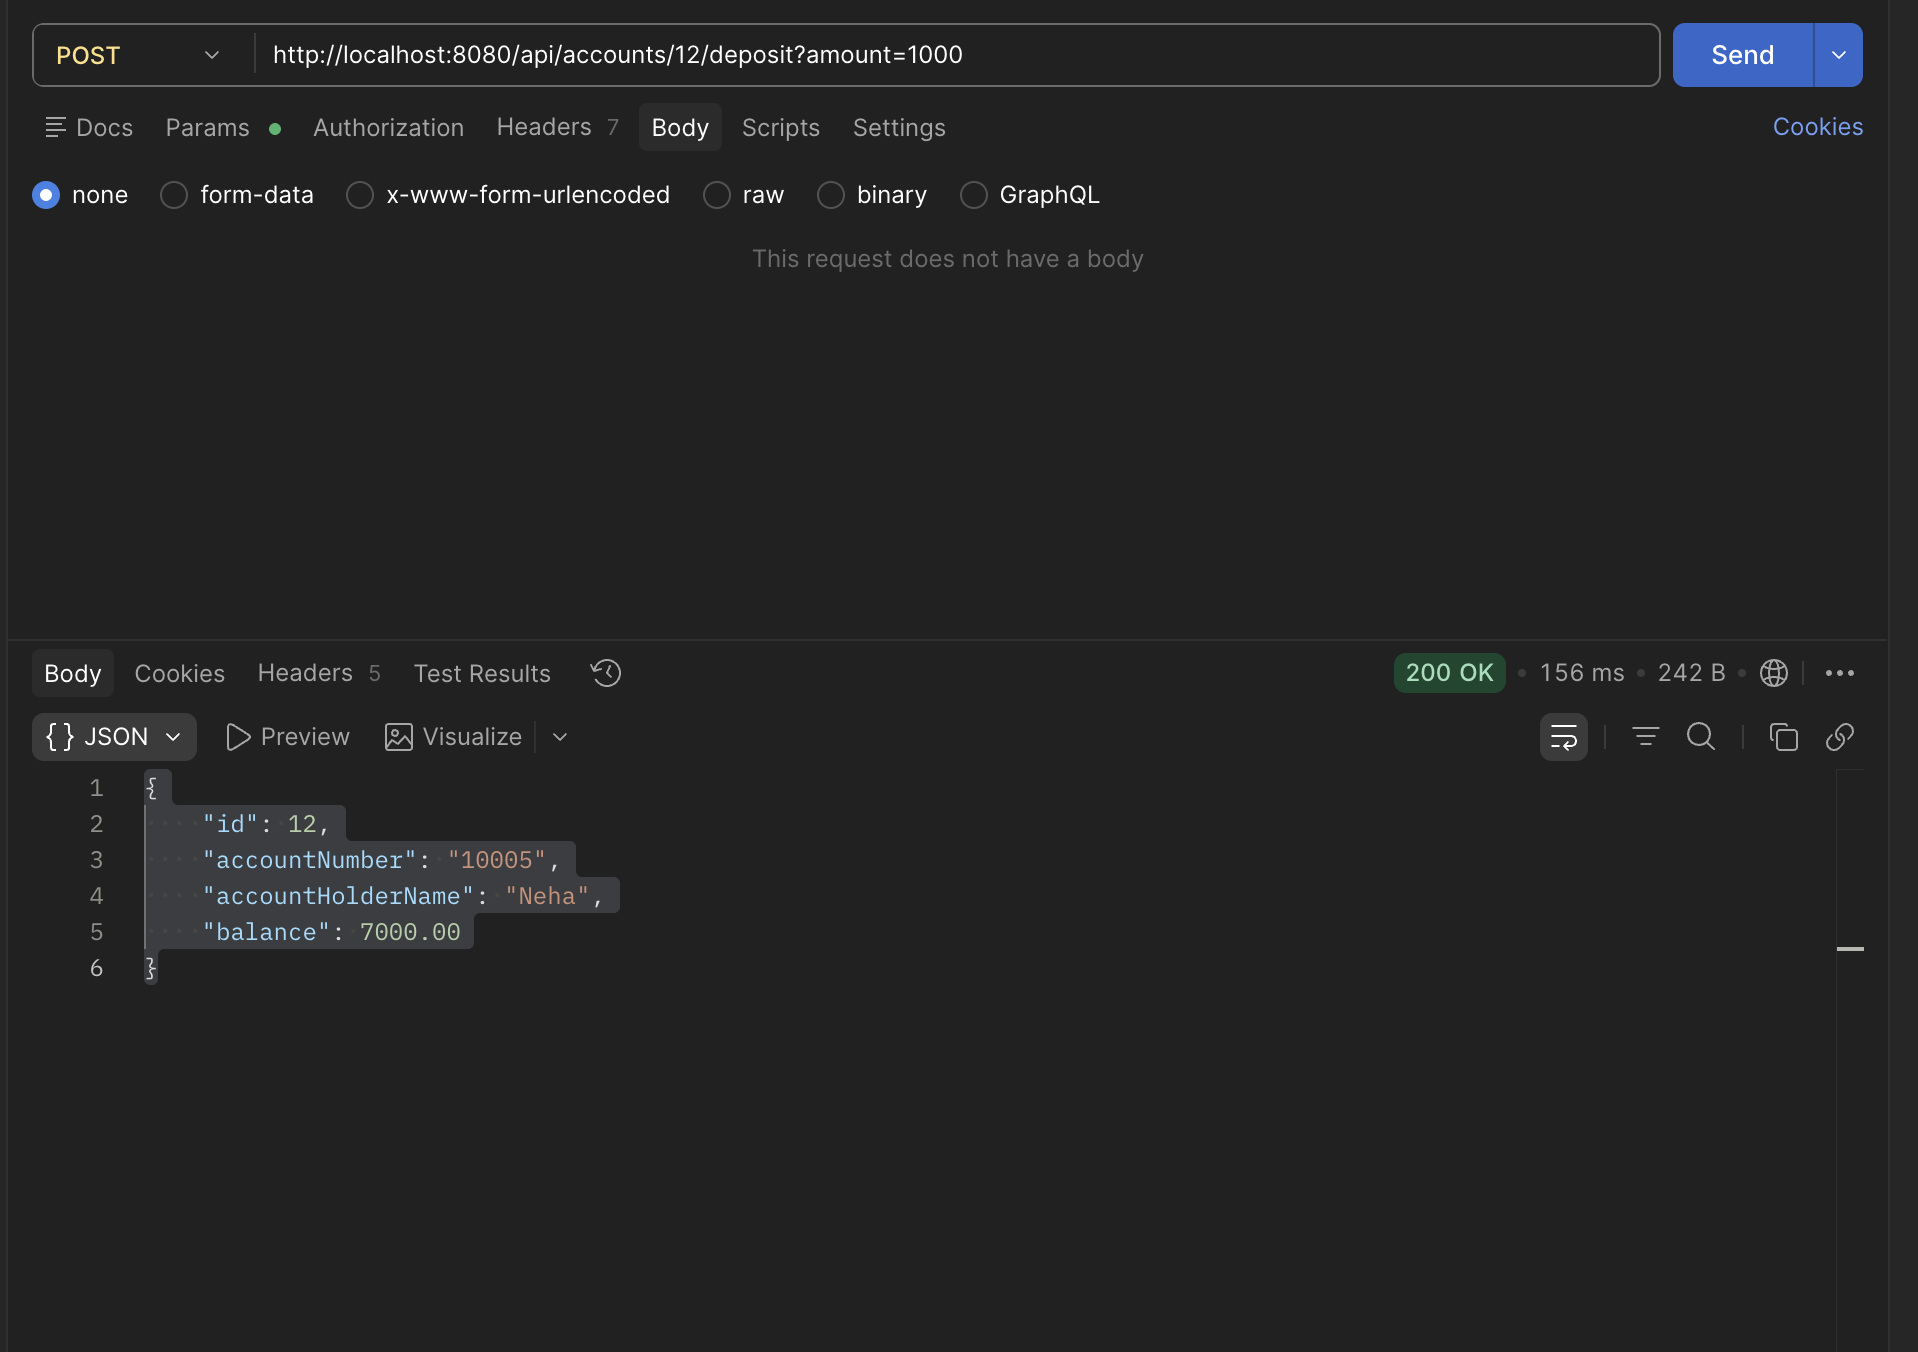 POST http://localhost:8080/api/accounts/12/deposit?amount=1000 Send
Docs Params Authorization Headers 7 Body Scripts Settings Cookies
none form-data x-www-form-urlencoded raw binary GraphQL
This request does not have a body
Body Cookies Headers 5 Test Results 200 OK • 156 ms • 242 B •
{} JSON Preview Visualize
1 {
2 "id": 12,
3 "accountNumber": "10005",
4 "accountHolderName": "Neha",
5 "balance": 7000.00
6 }